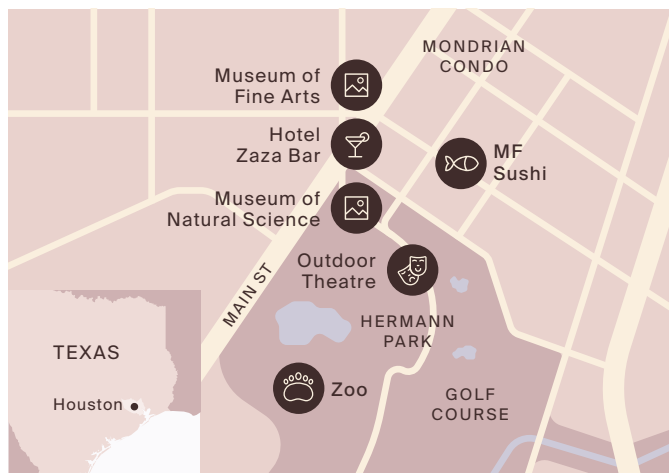 MONDRIAN
CONDO
Museum of
Fine Arts
Hotel
Zaza Bar
MF
Sushi
Museum of
Natural Science
Outdoor
Theatre
MAIN ST
HERMANN
PARK
Zoo
GOLF
COURSE
TEXAS
Houston